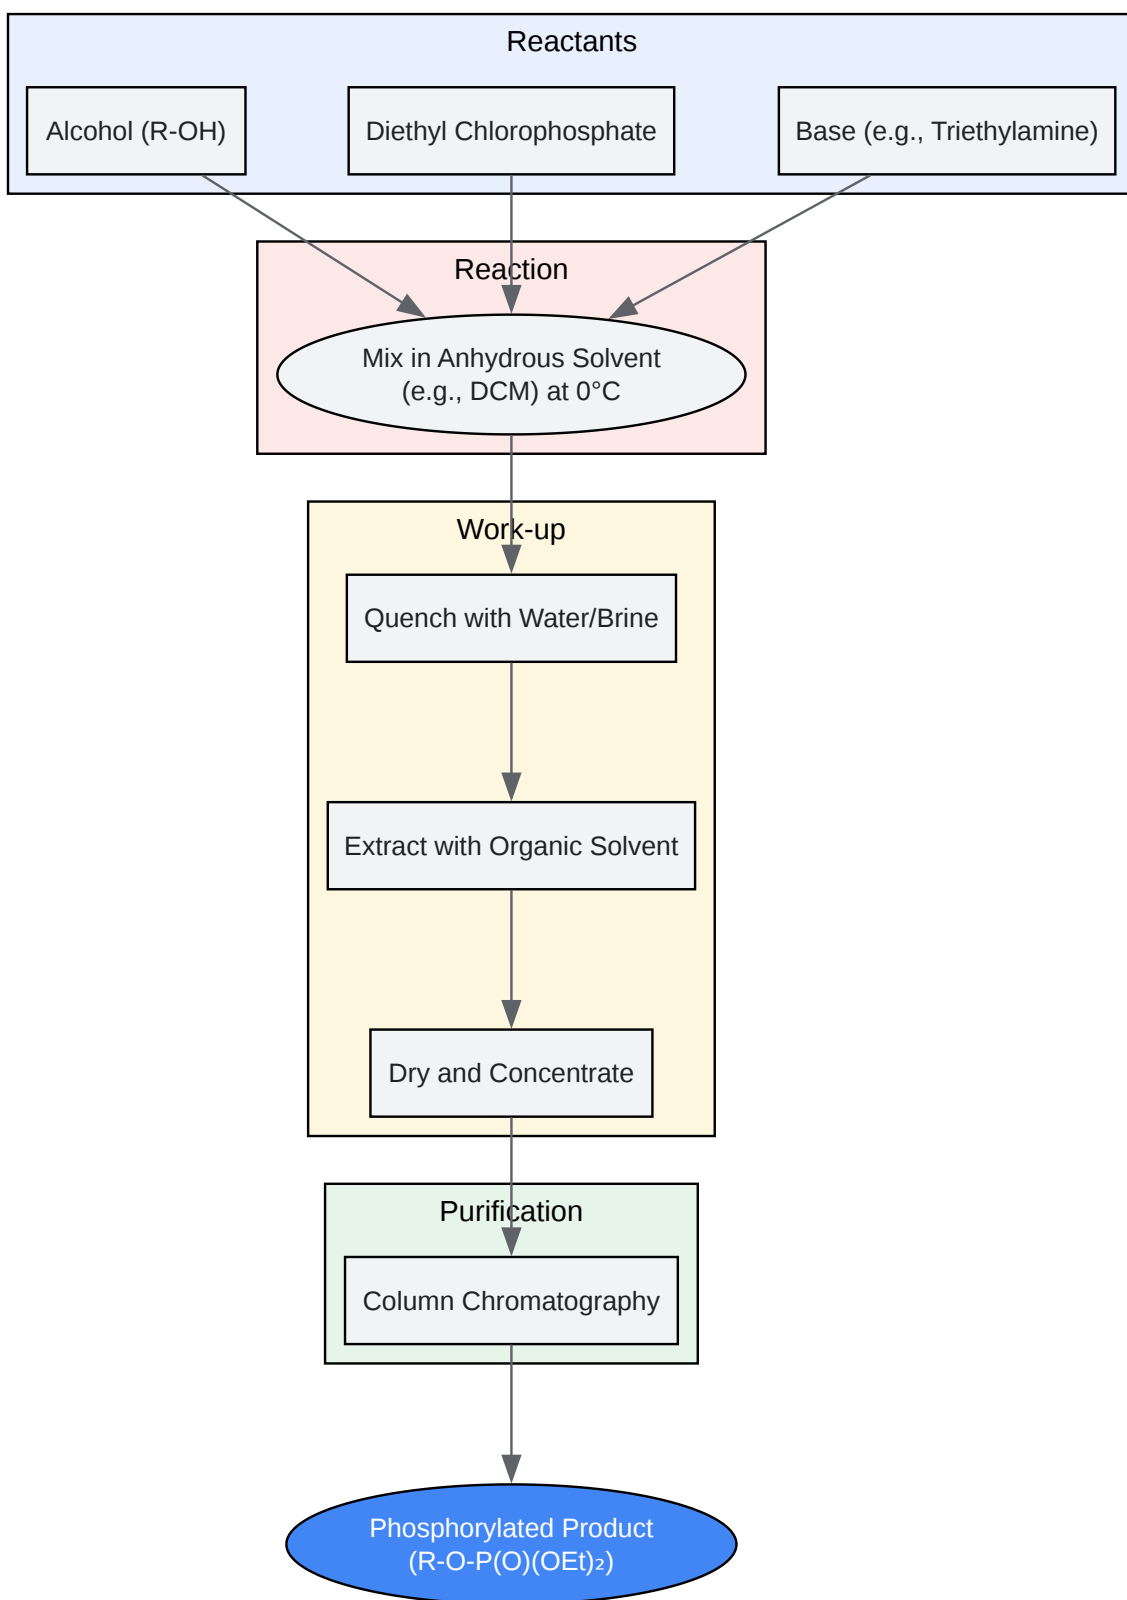 Reactants
Alcohol (R-OH)
Diethyl Chlorophosphate
Base (e.g., Triethylamine)
Reaction
Mix in Anhydrous Solvent
(e.g., DCM) at 0°C
Work-up
Quench with Water/Brine
Extract with Organic Solvent
Dry and Concentrate
Purification
Column Chromatography
Phosphorylated Product
(R-O-P(O)(OEt)₂)